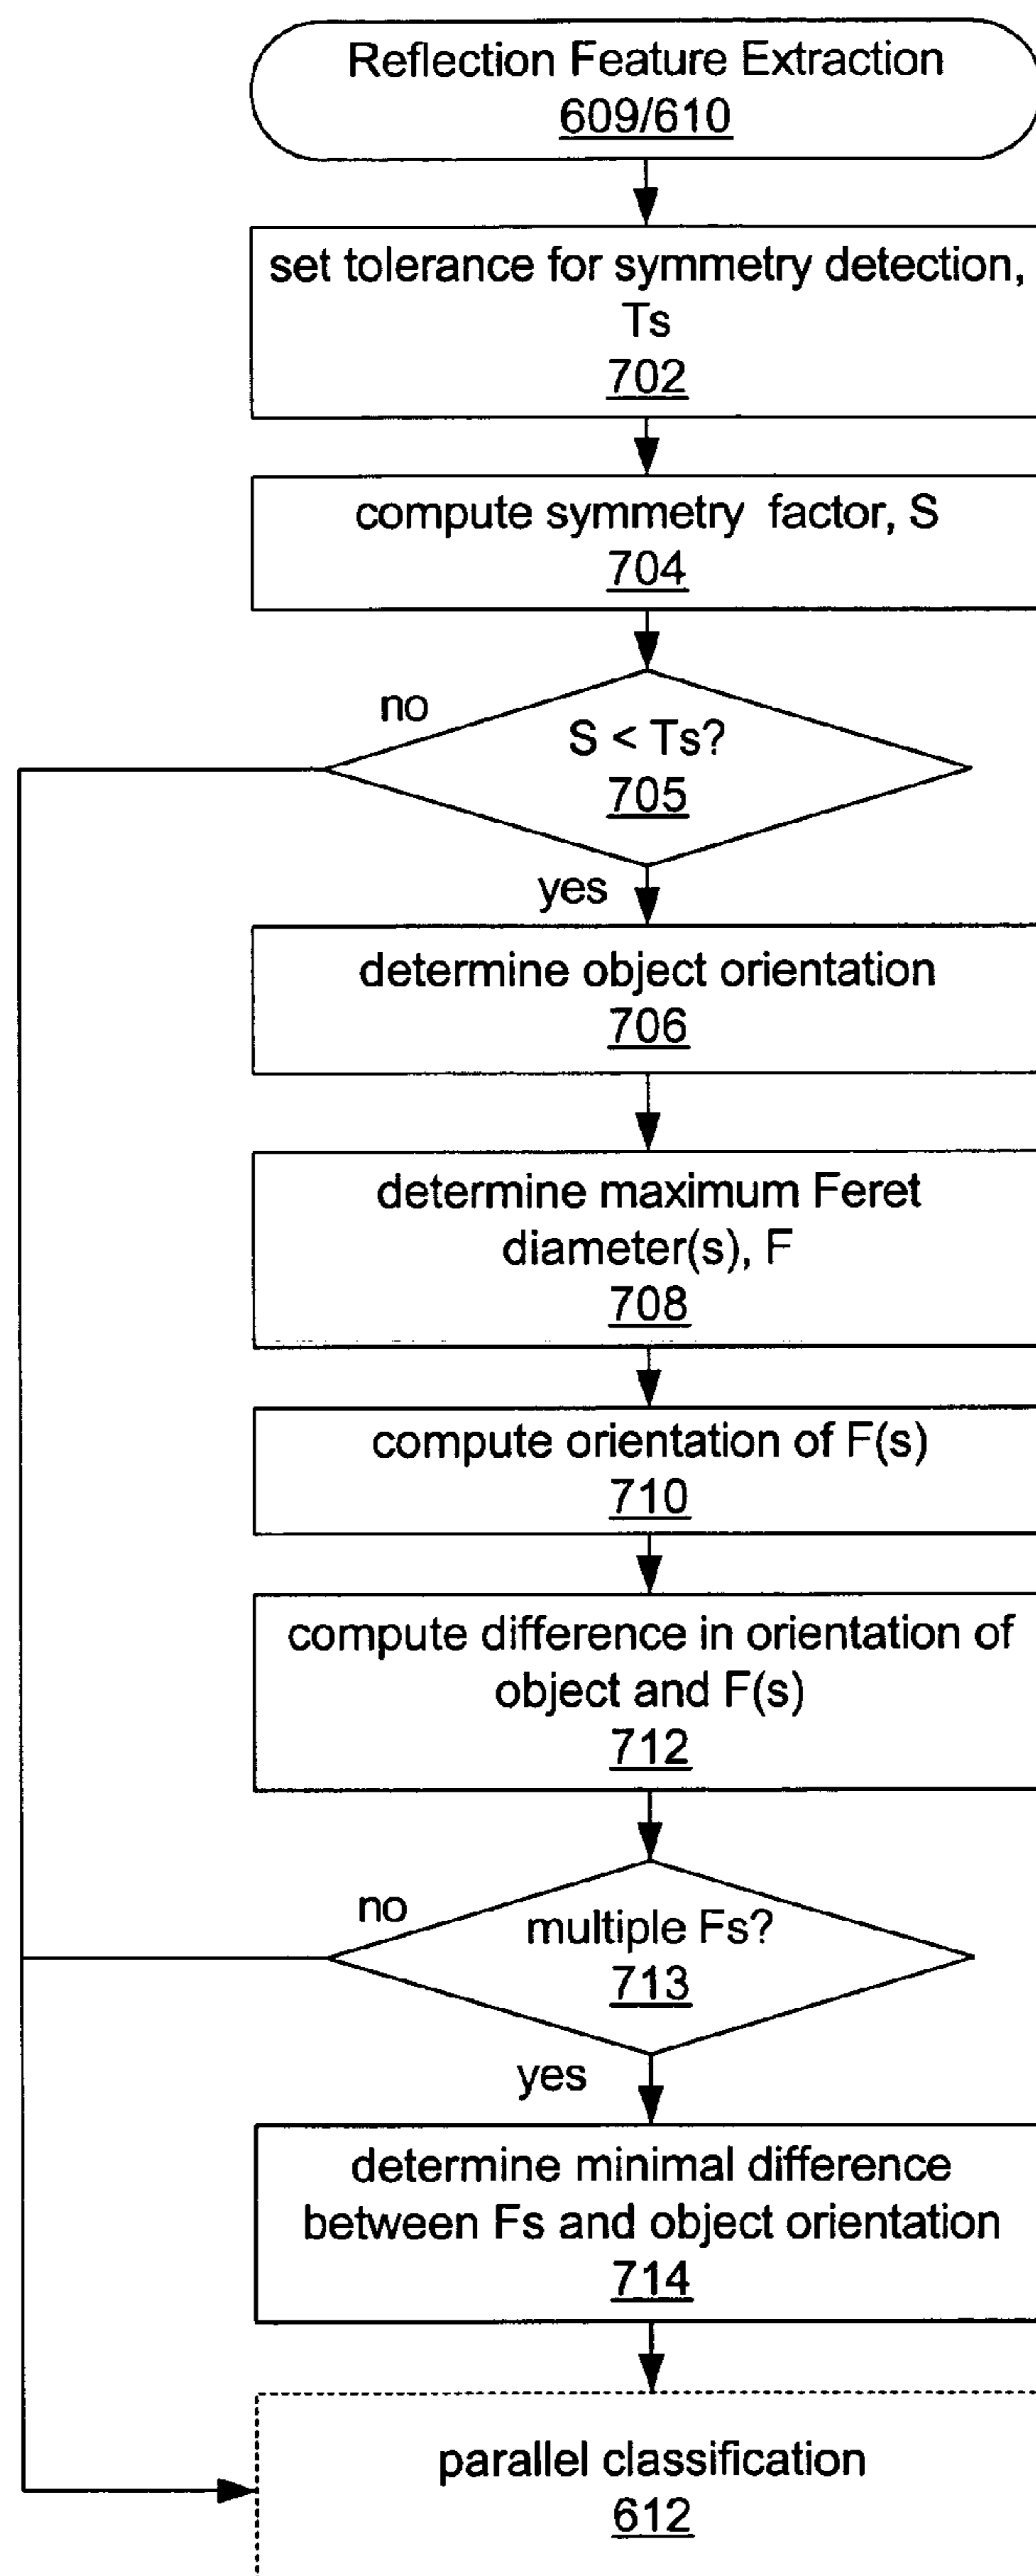 Reflection Feature Extraction
609/610
set tolerance for symmetry detection,
Ts
702
compute symmetry factor, S
704
no
S < Ts?
705
yes
determine object orientation
706
determine maximum Feret
diameter(s), F
708
compute orientation of F(s)
710
compute difference in orientation of
object and F(s)
712
no
multiple Fs?
713
yes
determine minimal difference
between Fs and object orientation
714
parallel classification
612